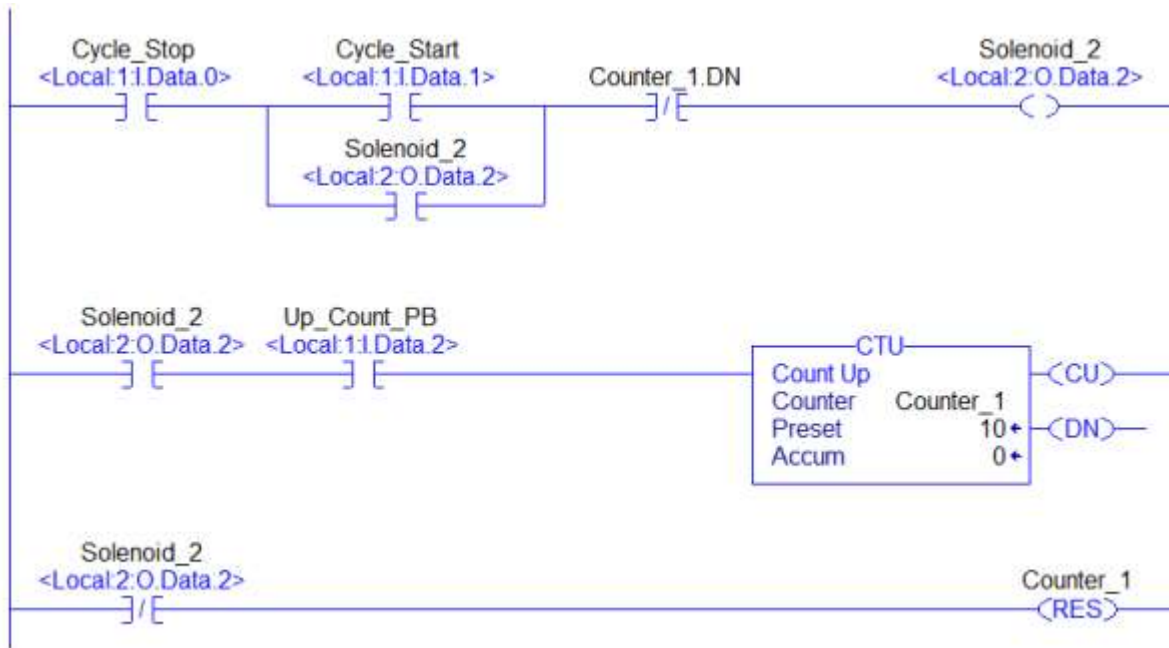 Cycle_Stop
<Local:1:I.Data.0>
Cycle_Start
<Local:1:I.Data.1>
Counter_1.DN
Solenoid_2
<Local:2:O.Data.2>
Solenoid_2
<Local:2:O.Data.2>
Solenoid_2
<Local:2:O.Data.2>
Up_Count_PB
<Local:1:I.Data.2>
CTU
Count Up
Counter Counter_1
Preset 10
Accum 0
CU
DN
Solenoid_2
<Local:2:O.Data.2>
Counter_1
RES